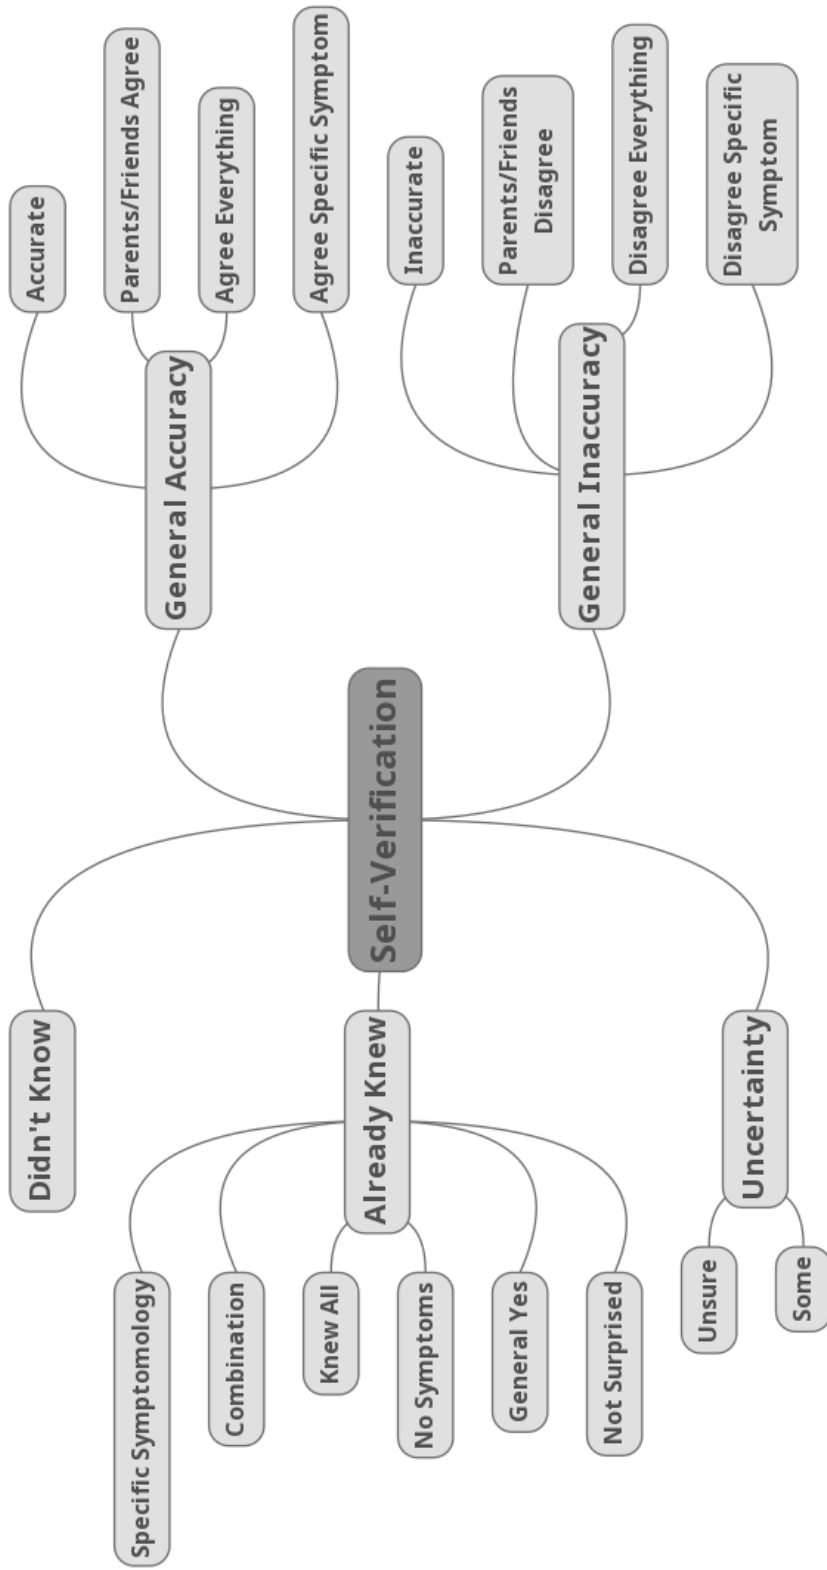 Self-Verification
Didn't Know
Already Knew
Specific Symptomology
Combination
Knew All
No Symptoms
General Yes
Not Surprised
Uncertainty
Unsure
Some
General Accuracy
Accurate
Parents/Friends Agree
Agree Everything
Agree Specific Symptom
General Inaccuracy
Inaccurate
Parents/Friends
Disagree
Disagree Everything
Disagree Specific
Symptom